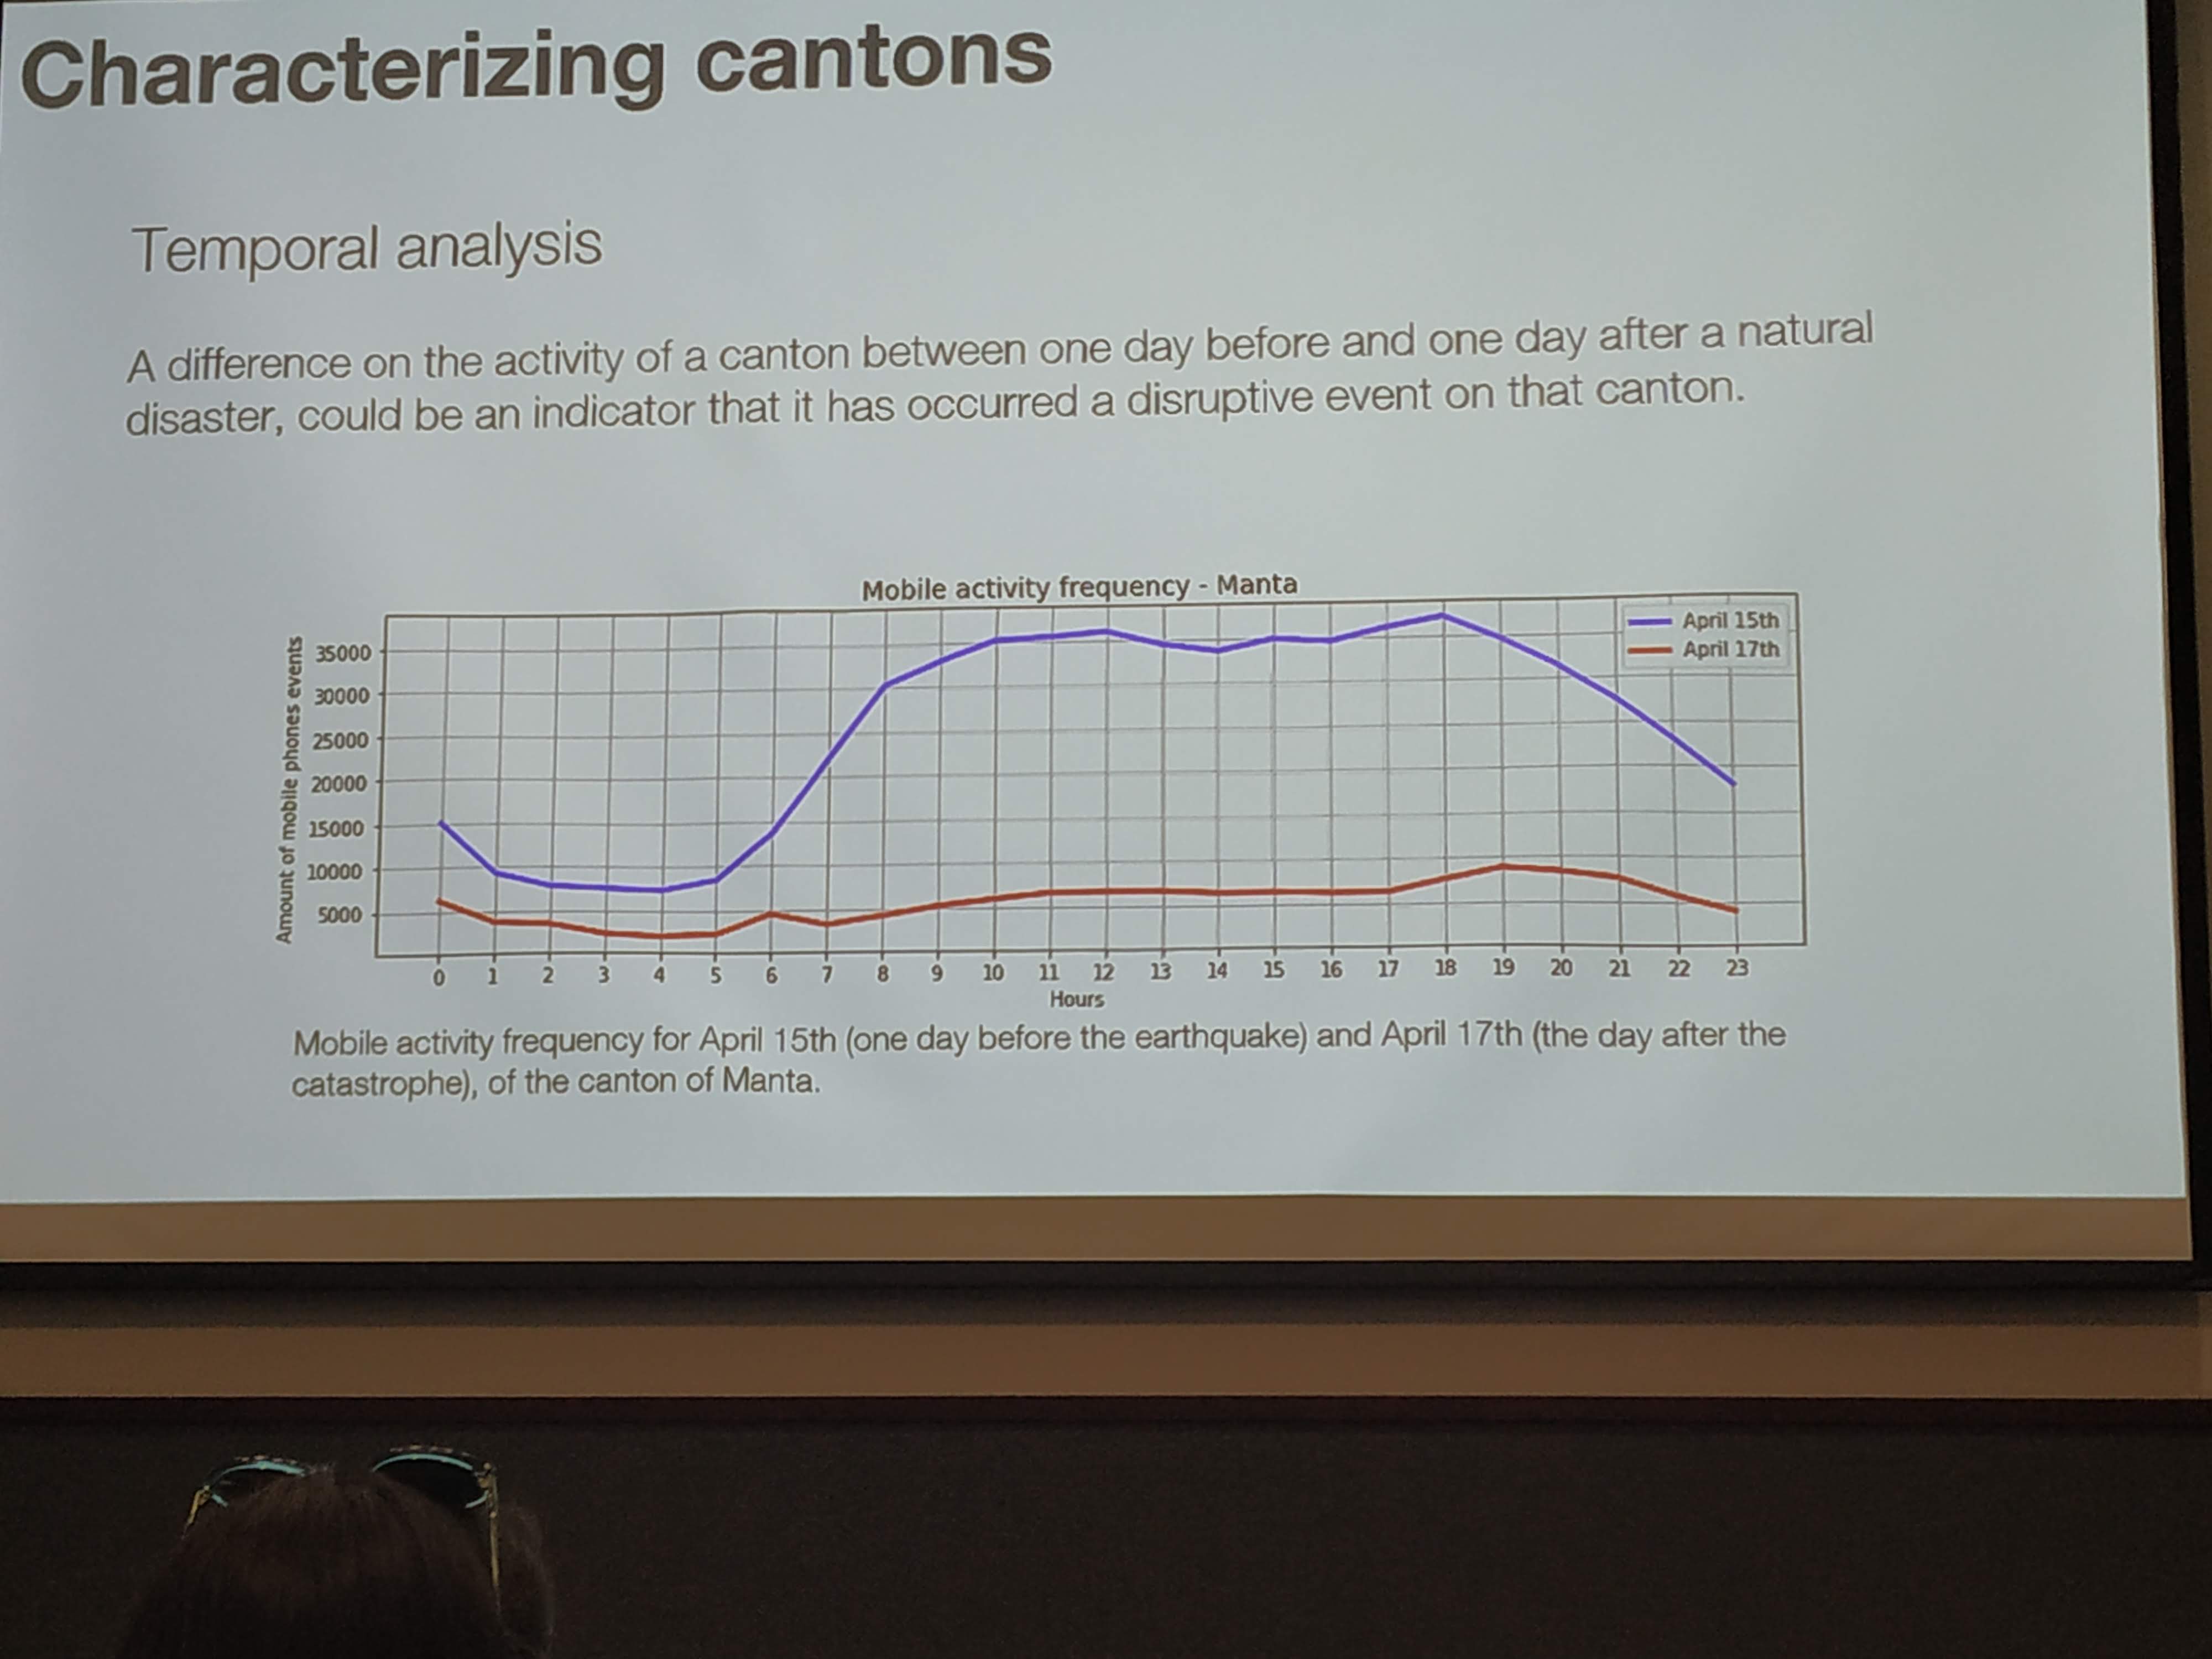 Characterizing cantons
Temporal analysis
A difference on the activity of a canton between one day before and one day after a natural
disaster, could be an indicator that it has occurred a disruptive event on that canton.
Mobile activity frequency - Manta
April 15th
April 17th
Amount of mobile phones events
35000
30000
25000
20000
15000
10000
5000
0 1 2 3 4 5 6 7 8 9 10 11 12 13 14 15 16 17 18 19 20 21 22 23
Hours
Mobile activity frequency for April 15th (one day before the earthquake) and April 17th (the day after the
catastrophe), of the canton of Manta.